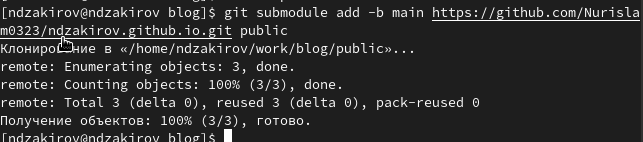 [ndzakirov@ndzakirov blog]$ git submodule add -b main https://github.com/Nurisla
m0323/ndzakirov.github.io.git public
Клонирование в «/home/ndzakirov/work/blog/public»...
remote: Enumerating objects: 3, done.
remote: Counting objects: 100% (3/3), done.
remote: Total 3 (delta 0), reused 3 (delta 0), pack-reused 0
Получение объектов: 100% (3/3), готово.
[ndzakirov@ndzakirov blog]$